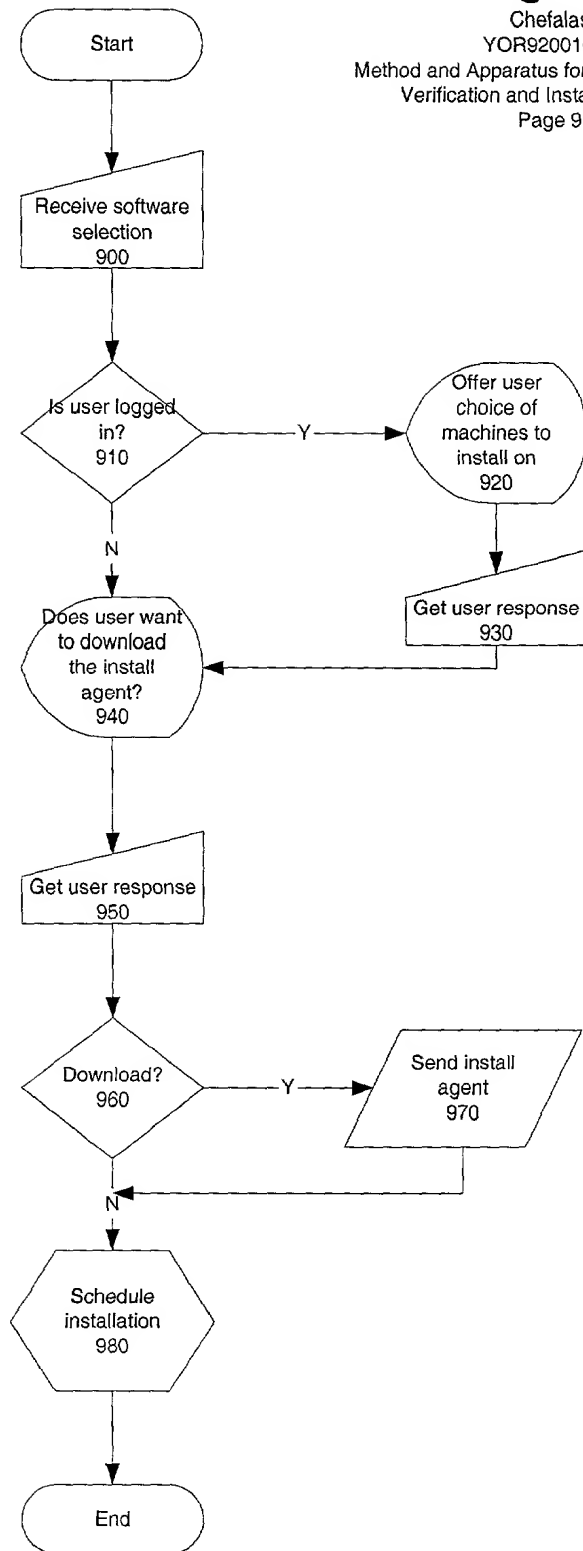 Chefalas
YOR92001
Method and Apparatus for
Verification and Insta
Page 9
Start
Receive software
selection
900
Is user logged
in?
910
Y
Offer user
choice of
machines to
install on
920
N
Get user response
930
Does user want
to download
the install
agent?
940
Get user response
950
Download?
960
Y
Send install
agent
970
N
Schedule
installation
980
End